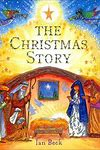 THE
CHRISTMAS
STORY
Ian Beck